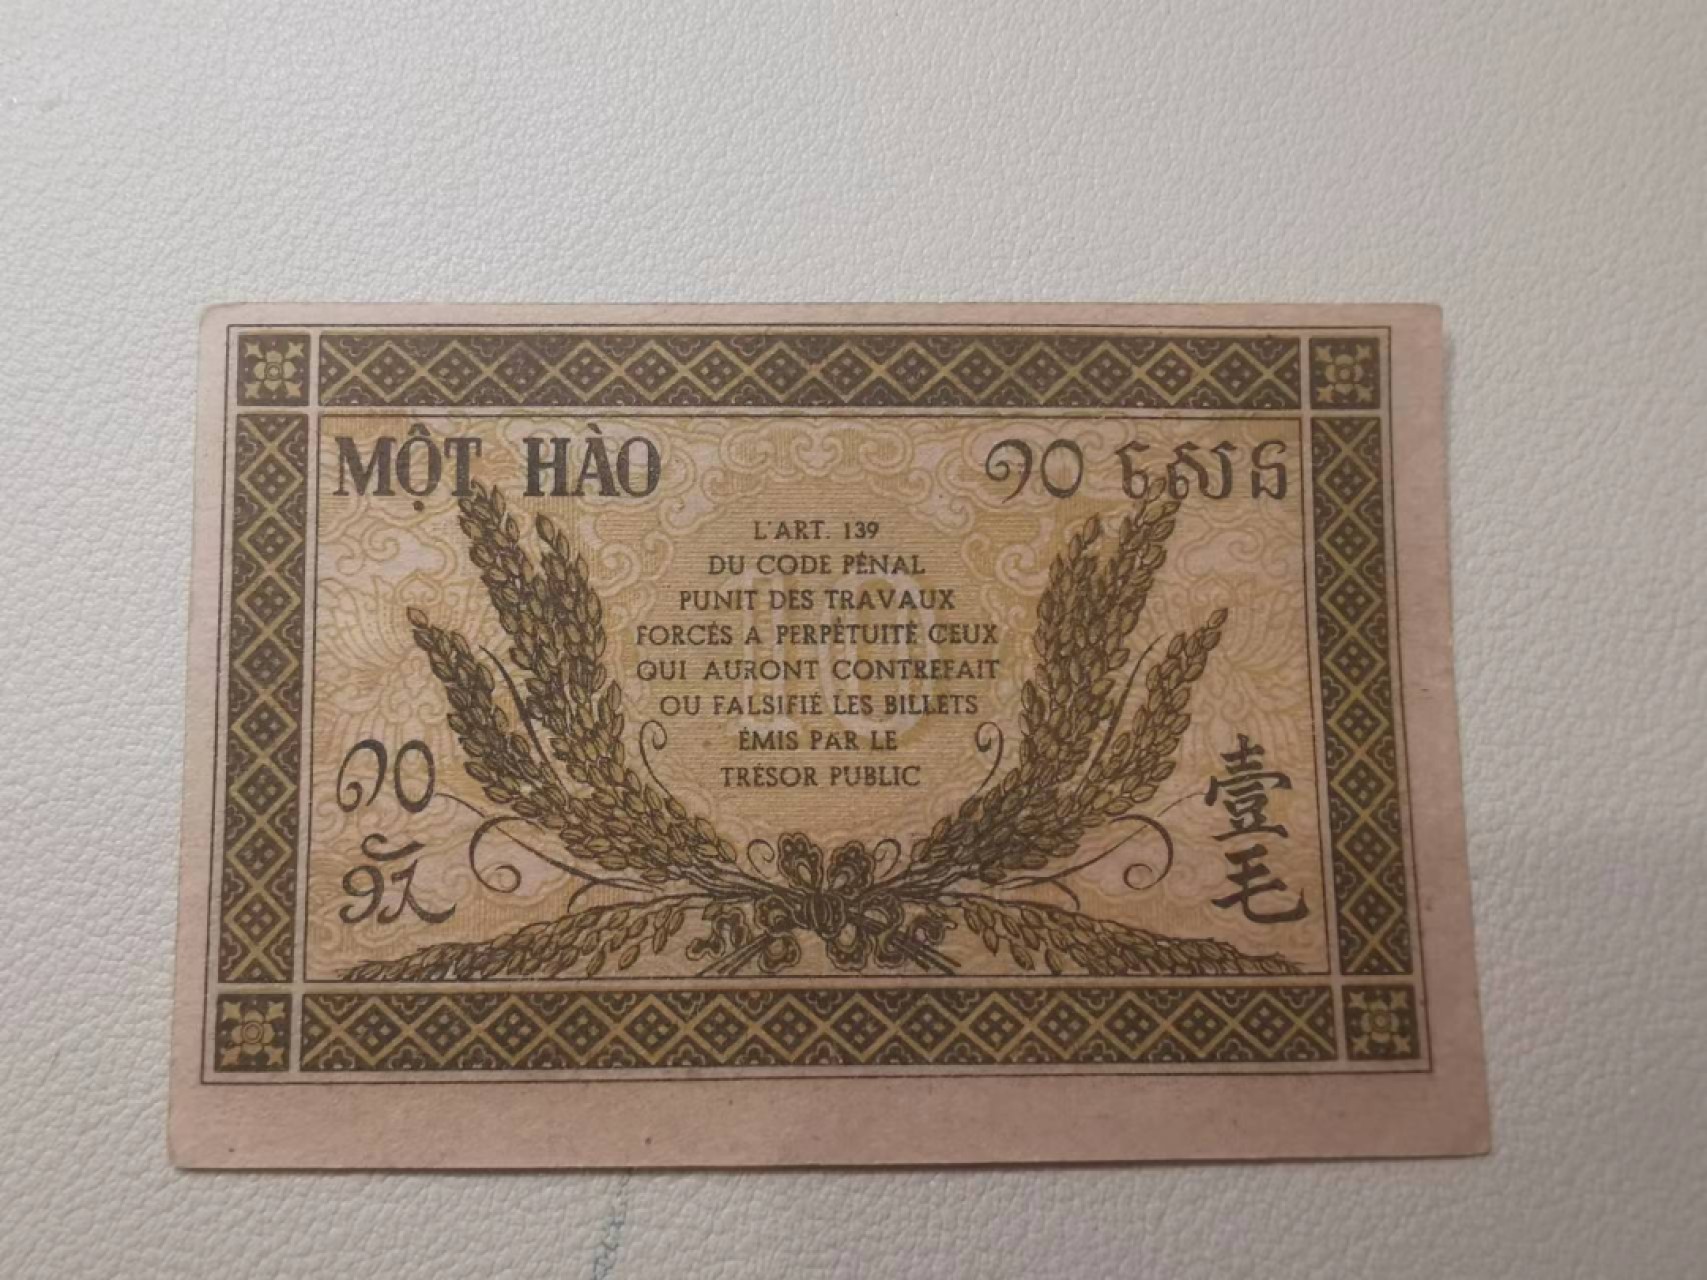 MỘT HÀO
១០ សេន
L'ART. 139
DU CODE PÉNAL
PUNIT DES TRAVAUX
FORCÉS A PERPÉTUITÉ CEUX
QUI AURONT CONTREFAIT
OU FALSIFIÉ LES BILLETS
ÉMIS PAR LE
TRÉSOR PUBLIC
10
໑໐
壹毛